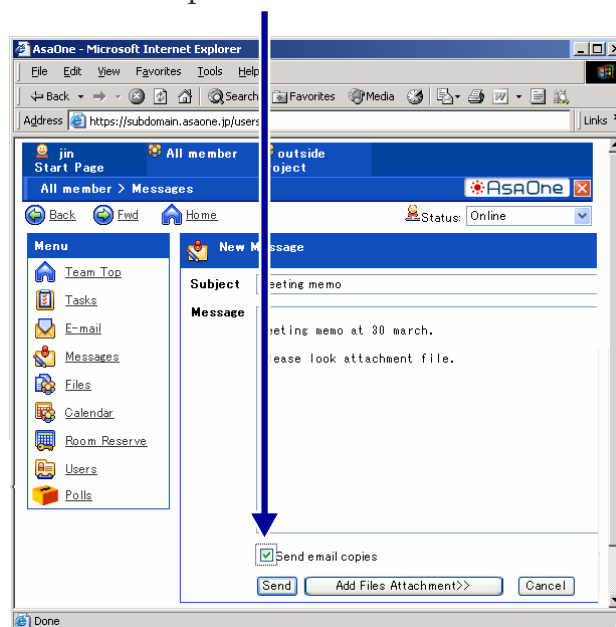 AsaOne - Microsoft Internet Explorer
File Edit View Favorites Tools Help
Back Search Favorites Media
Address https://subdomain.asaone.jp/users Links
jin All member outside
Start Page roject
All member > Messages AsaOne
Back Fwd Home Status: Online
Menu New M ssage
Team Top
Subject eeting memo
Tasks
Message
E-mail
eeting memo at 30 march.
Messages
lease look attachment file.
Files
Calendar
Room Reserve
Users
Polls
Send email copies
Send Add Files Attachment>> Cancel
Done